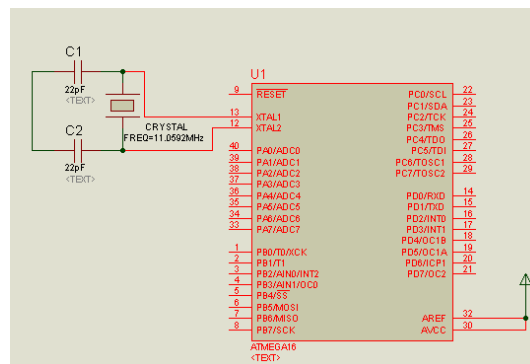 C1
22pF
<TEXT>
C2
22pF
<TEXT>
CRYSTAL
FREQ=11.0592MHz
U1
9 RESET PC0/SCL 22
PC1/SDA 23
13 XTAL1 PC2/TCK 24
12 XTAL2 PC3/TMS 25
PC4/TDO 26
40 PA0/ADC0 PC5/TDI 27
39 PA1/ADC1 PC6/TOSC1 28
38 PA2/ADC2 PC7/TOSC2 29
37 PA3/ADC3
36 PA4/ADC4 PD0/RXD 14
35 PA5/ADC5 PD1/TXD 15
34 PA6/ADC6 PD2/INT0 16
33 PA7/ADC7 PD3/INT1 17
PD4/OC1B 18
1 PB0/T0/XCK PD5/OC1A 19
2 PB1/T1 PD6/ICP1 20
3 PB2/AIN0/INT2 PD7/OC2 21
4 PB3/AIN1/OC0
5 PB4/SS
6 PB5/MOSI
7 PB6/MISO AREF 32
8 PB7/SCK AVCC 30
ATMEGA16
<TEXT>